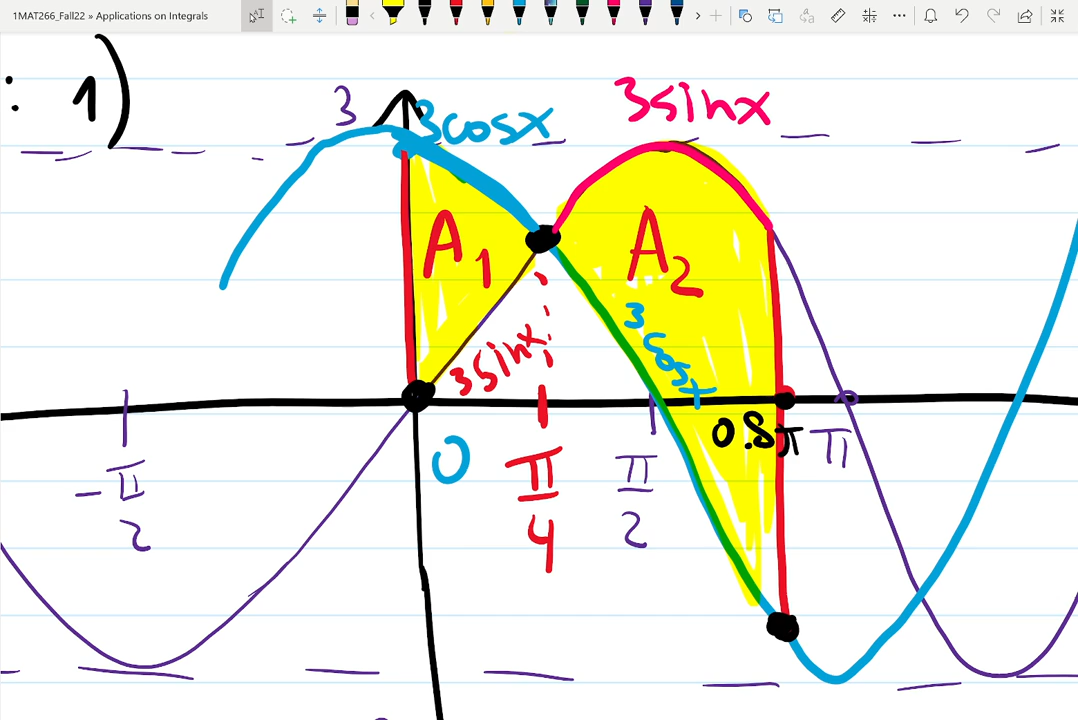 1MAT266_Fall22 » Applications on Integrals
: 1)
3
3cosx
3sinx
A1
A2
3sinx
3cosx
0
0.8π
π
-π/2
π/4
π/2